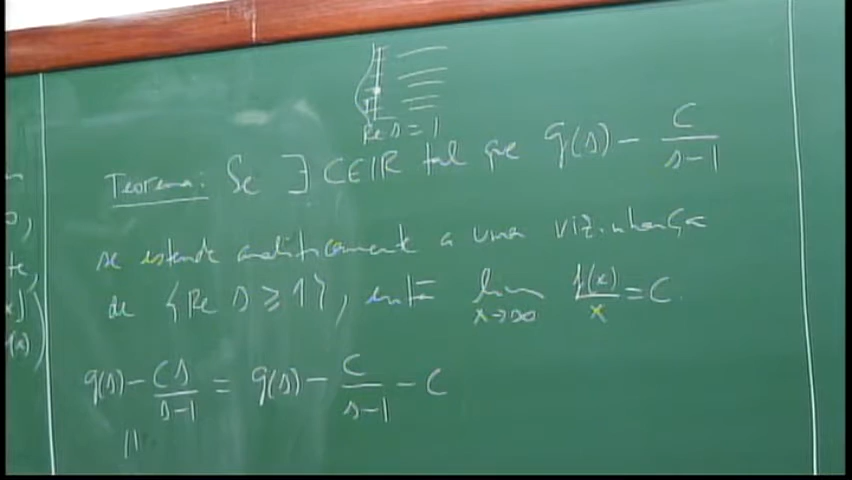 Re s = 1
Teorema: Se ∃ C ∈ IR tal que g(s) − C/(s−1)
se estende analiticamente a uma vizinhança
de {Re s ≥ 1}, então lim x→∞ f(x)/x = C.
g(s) − Cs/(s−1) = g(s) − C/(s−1) − C